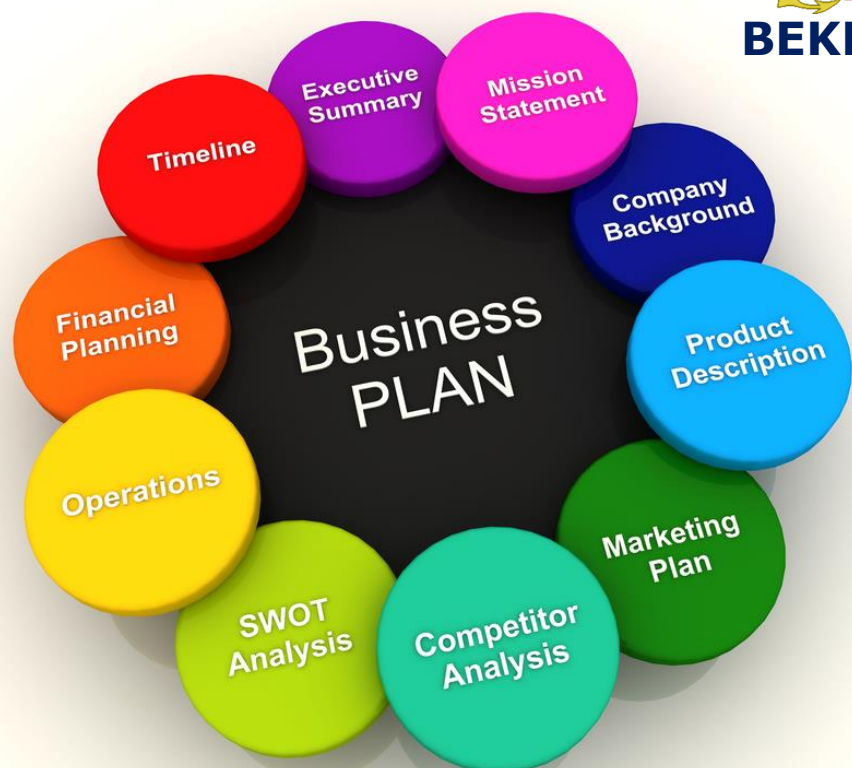 Business
PLAN
Executive
Summary
Mission
Statement
Company
Background
Product
Description
Marketing
Plan
Competitor
Analysis
SWOT
Analysis
Operations
Financial
Planning
Timeline